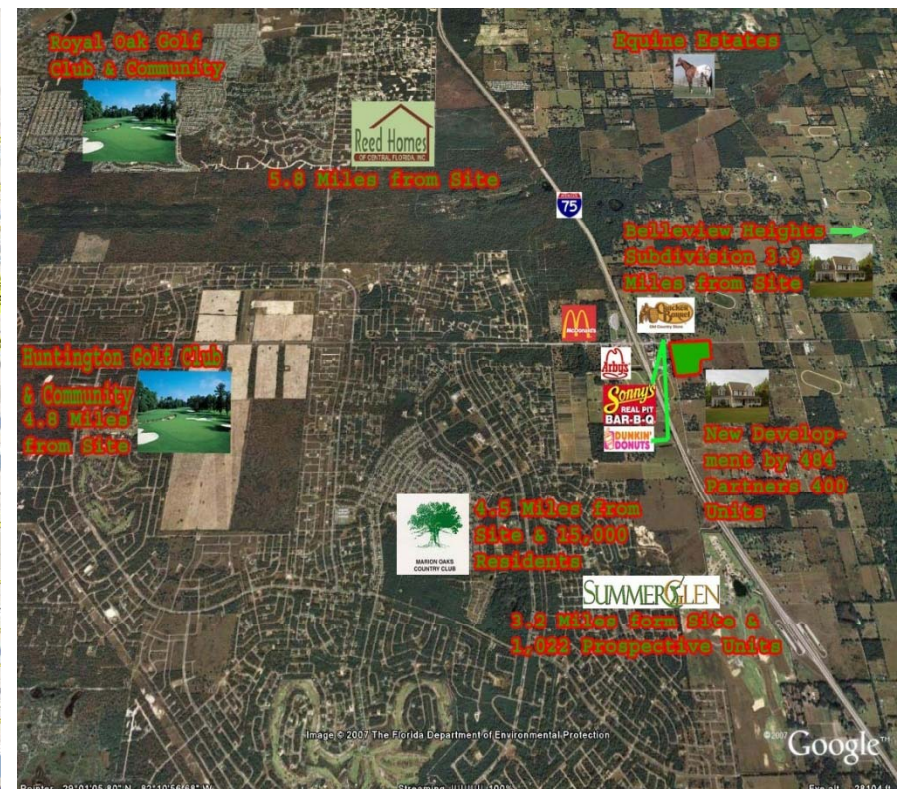 Royal Oak Golf
Club & Community
Equine Estates
Reed Homes
OF CENTRAL FLORIDA, INC.
5.8 Miles from Site
75
Belleview Heights
Subdivision 3.9
Miles from Site
McDonald's
Cracker Barrel
Old Country Store
Arby's
Huntington Golf Club
& Community
4.8 Miles
from Site
Sonny's
REAL PIT
BAR-B-Q
DUNKIN'
DONUTS
New Develop-
ment by 484
Partners 400
Units
MARION OAKS
COUNTRY CLUB
4.5 Miles from
Site & 15,000
Residents
SUMMERGLEN
3.2 Miles form Site &
1,022 Prospective Units
Image © 2007 The Florida Department of Environmental Protection
©2007 Google™
Streaming 100%